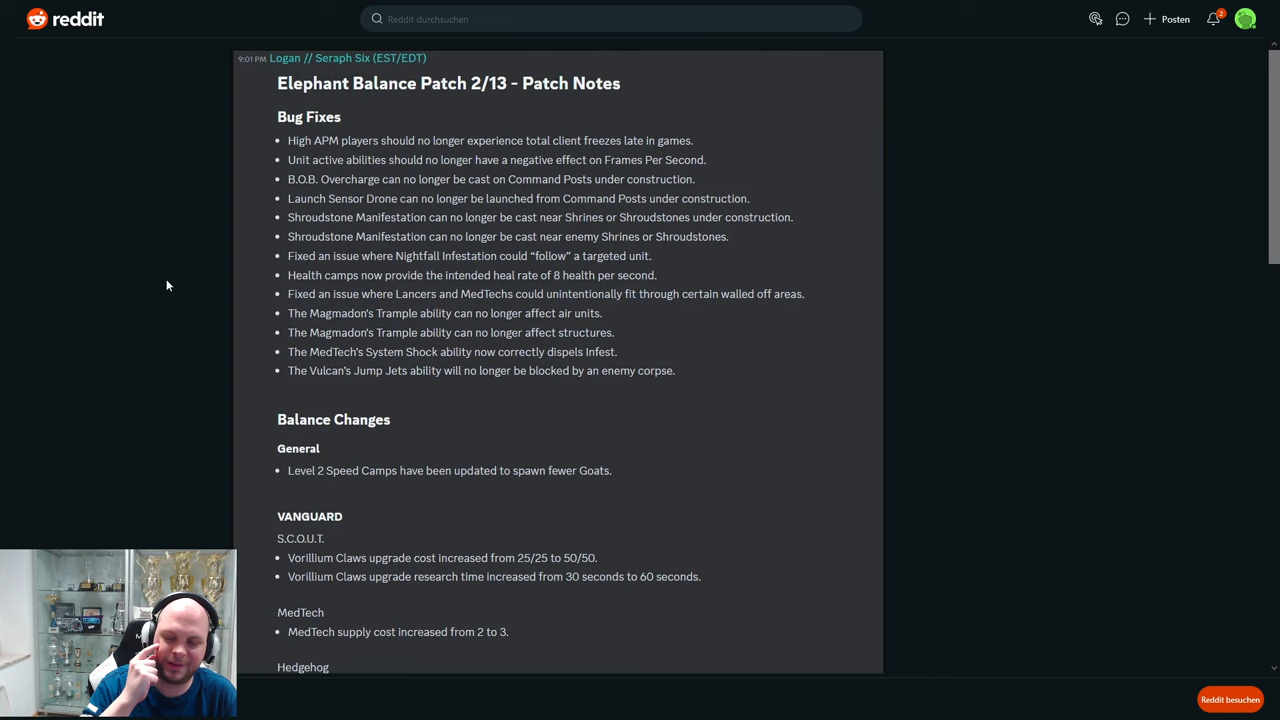 reddit
Reddit durchsuchen
Posten
2
9:01 PM Logan // Seraph Six (EST/EDT)
Elephant Balance Patch 2/13 - Patch Notes
Bug Fixes
• High APM players should no longer experience total client freezes late in games.
• Unit active abilities should no longer have a negative effect on Frames Per Second.
• B.O.B. Overcharge can no longer be cast on Command Posts under construction.
• Launch Sensor Drone can no longer be launched from Command Posts under construction.
• Shroudstone Manifestation can no longer be cast near Shrines or Shroudstones under construction.
• Shroudstone Manifestation can no longer be cast near enemy Shrines or Shroudstones.
• Fixed an issue where Nightfall Infestation could “follow” a targeted unit.
• Health camps now provide the intended heal rate of 8 health per second.
• Fixed an issue where Lancers and MedTechs could unintentionally fit through certain walled off areas.
• The Magmadon's Trample ability can no longer affect air units.
• The Magmadon's Trample ability can no longer affect structures.
• The MedTech's System Shock ability now correctly dispels Infest.
• The Vulcan's Jump Jets ability will no longer be blocked by an enemy corpse.
Balance Changes
General
• Level 2 Speed Camps have been updated to spawn fewer Goats.
VANGUARD
S.C.O.U.T.
• Vorillium Claws upgrade cost increased from 25/25 to 50/50.
• Vorillium Claws upgrade research time increased from 30 seconds to 60 seconds.
MedTech
• MedTech supply cost increased from 2 to 3.
Hedgehog
Reddit besuchen